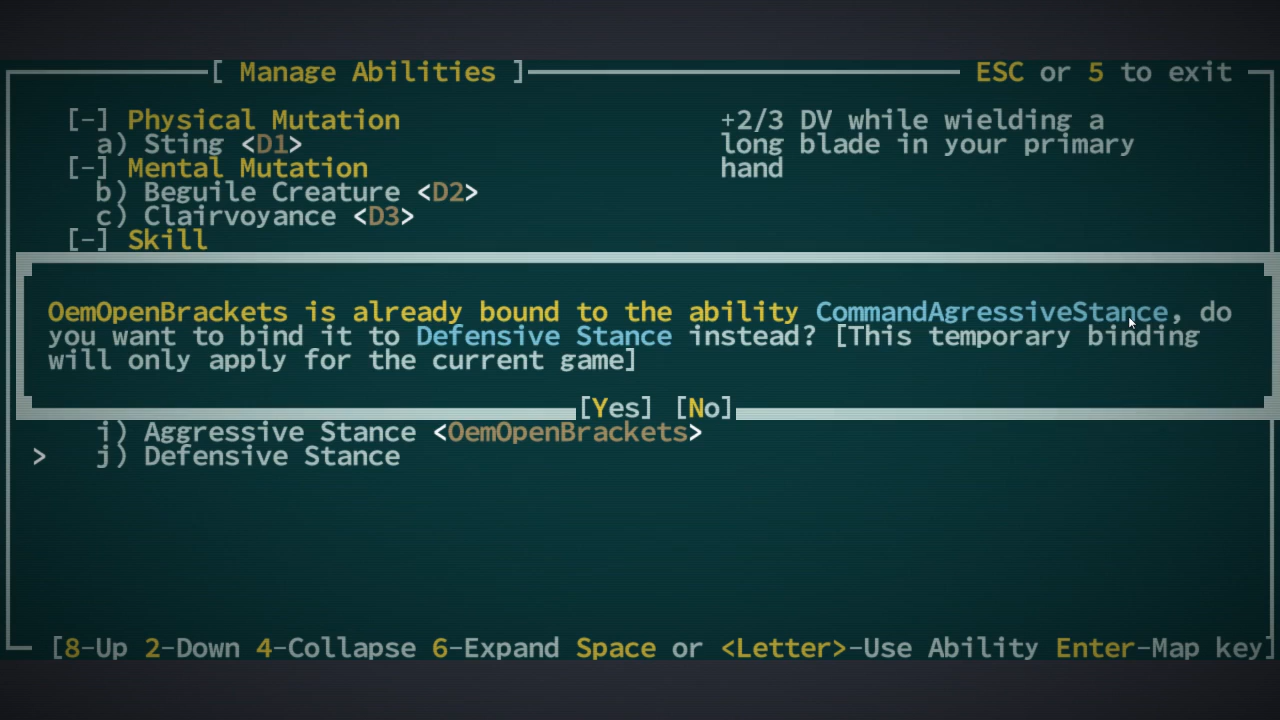 [ Manage Abilities ] ESC or 5 to exit
[-] Physical Mutation
a) Sting <D1>
[-] Mental Mutation
b) Beguile Creature <D2>
c) Clairvoyance <D3>
[-] Skill
+2/3 DV while wielding a
long blade in your primary
hand
OemOpenBrackets is already bound to the ability CommandAgressiveStance, do
you want to bind it to Defensive Stance instead? [This temporary binding
will only apply for the current game]
[Yes] [No]
i) Aggressive Stance <OemOpenBrackets>
> j) Defensive Stance
[8-Up 2-Down 4-Collapse 6-Expand Space or <Letter>-Use Ability Enter-Map key]